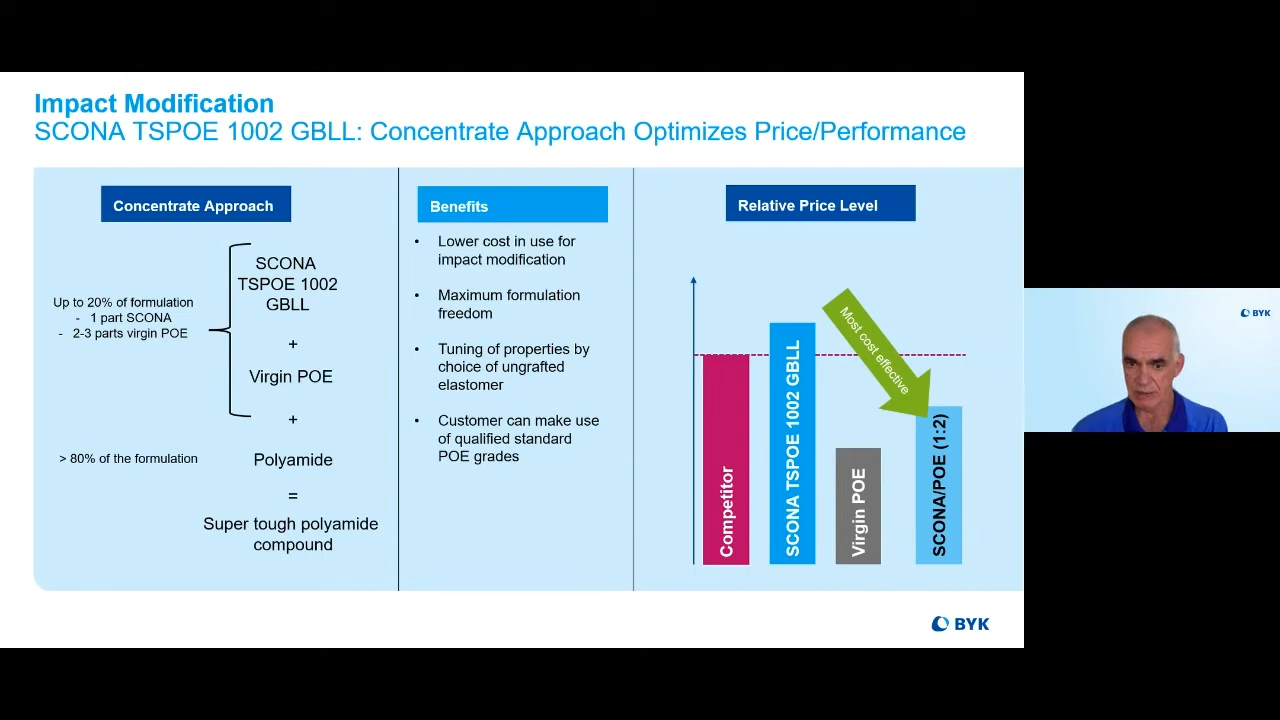 Impact Modification
SCONA TSPOE 1002 GBLL: Concentrate Approach Optimizes Price/Performance
Concentrate Approach
Up to 20% of formulation
- 1 part SCONA
- 2-3 parts virgin POE
SCONA
TSPOE 1002
GBLL
+
Virgin POE
+
> 80% of the formulation
Polyamide
=
Super tough polyamide
compound
Benefits
• Lower cost in use for
impact modification
• Maximum formulation
freedom
• Tuning of properties by
choice of ungrafted
elastomer
• Customer can make use
of qualified standard
POE grades
Relative Price Level
Competitor
SCONA TSPOE 1002 GBLL
Virgin POE
SCONA/POE (1:2)
Most cost effective
BYK
BYK